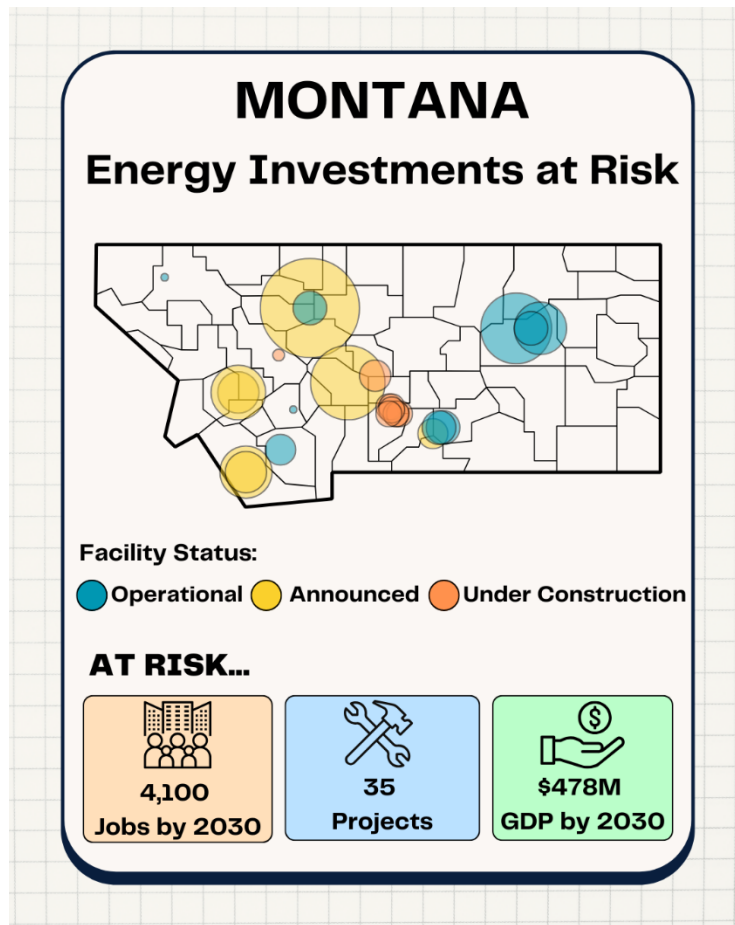 MONTANA
Energy Investments at Risk
Facility Status:
Operational Announced Under Construction
AT RISK...
$
4,100
Jobs by 2030
35
Projects
$478M
GDP by 2030